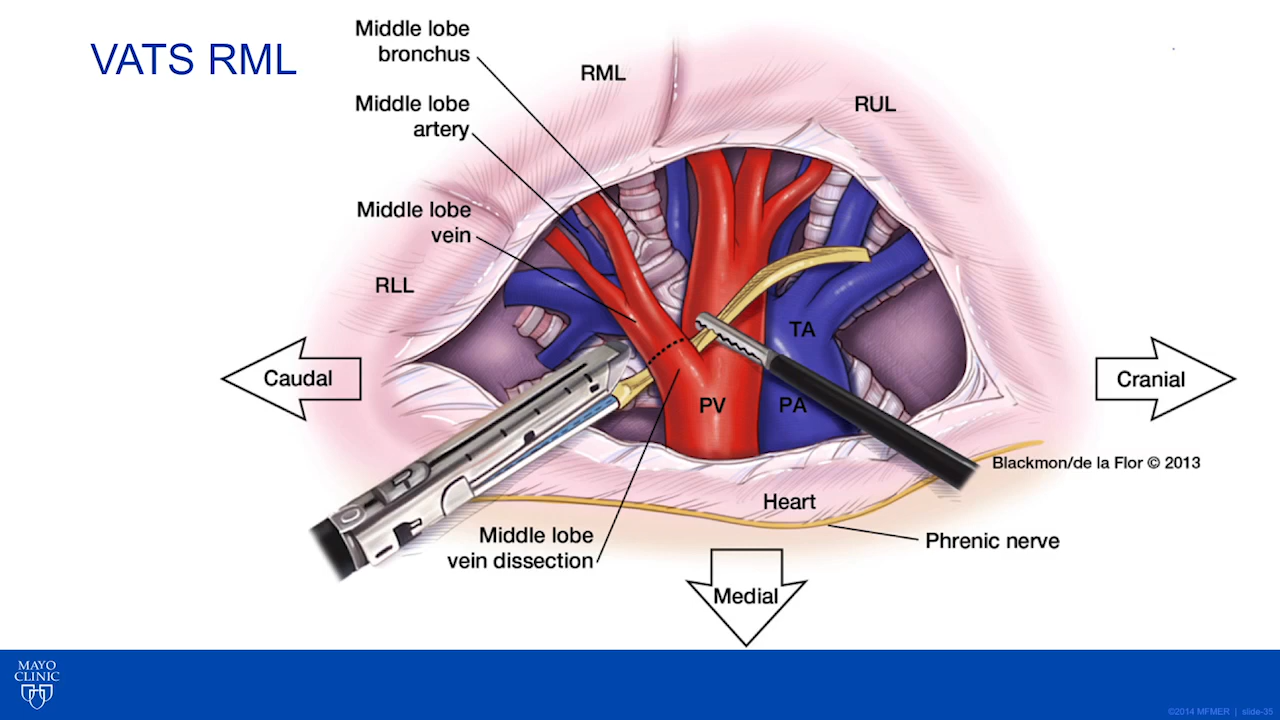 VATS RML
Middle lobe
bronchus
RML
RUL
Middle lobe
artery
Middle lobe
vein
RLL
TA
Caudal
Cranial
PV
PA
Blackmon/de la Flor © 2013
Heart
Middle lobe
vein dissection
Phrenic nerve
Medial
MAYO
CLINIC
©2014 MFMER | slide-35